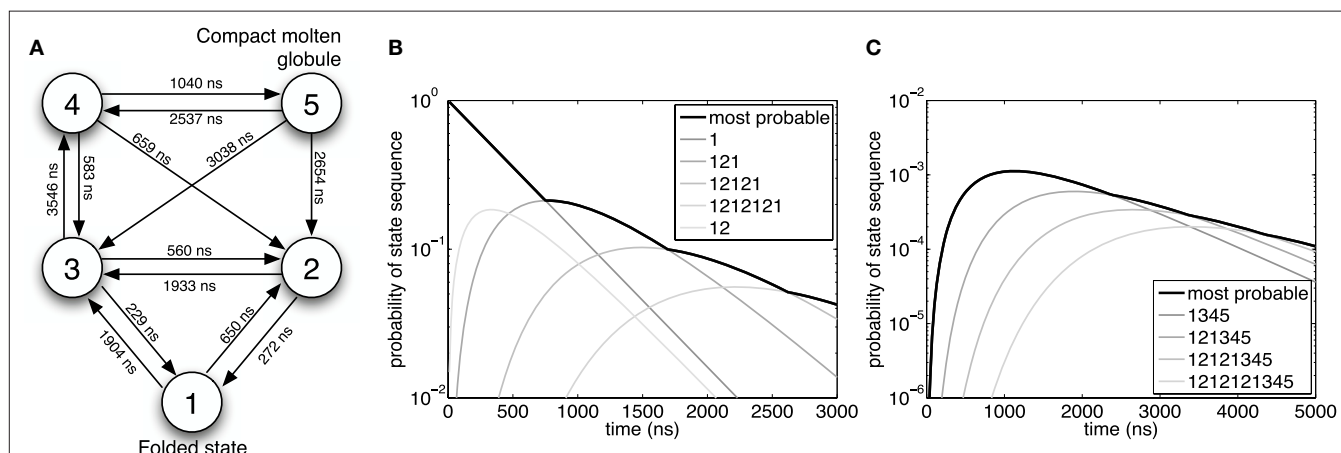 A
Compact molten
globule
4
1040 ns
5
2537 ns
659 ns
3038 ns
2654 ns
3546 ns
583 ns
3
560 ns
2
1933 ns
229 ns
1904 ns
650 ns
272 ns
1
Folded state
B
probability of state sequence
10^0
10^-1
10^-2
0
500
1000
1500
2000
2500
3000
time (ns)
most probable
1
121
12121
1212121
12
C
probability of state sequence
10^-2
10^-3
10^-4
10^-5
10^-6
0
1000
2000
3000
4000
5000
time (ns)
most probable
1345
121345
12121345
1212121345